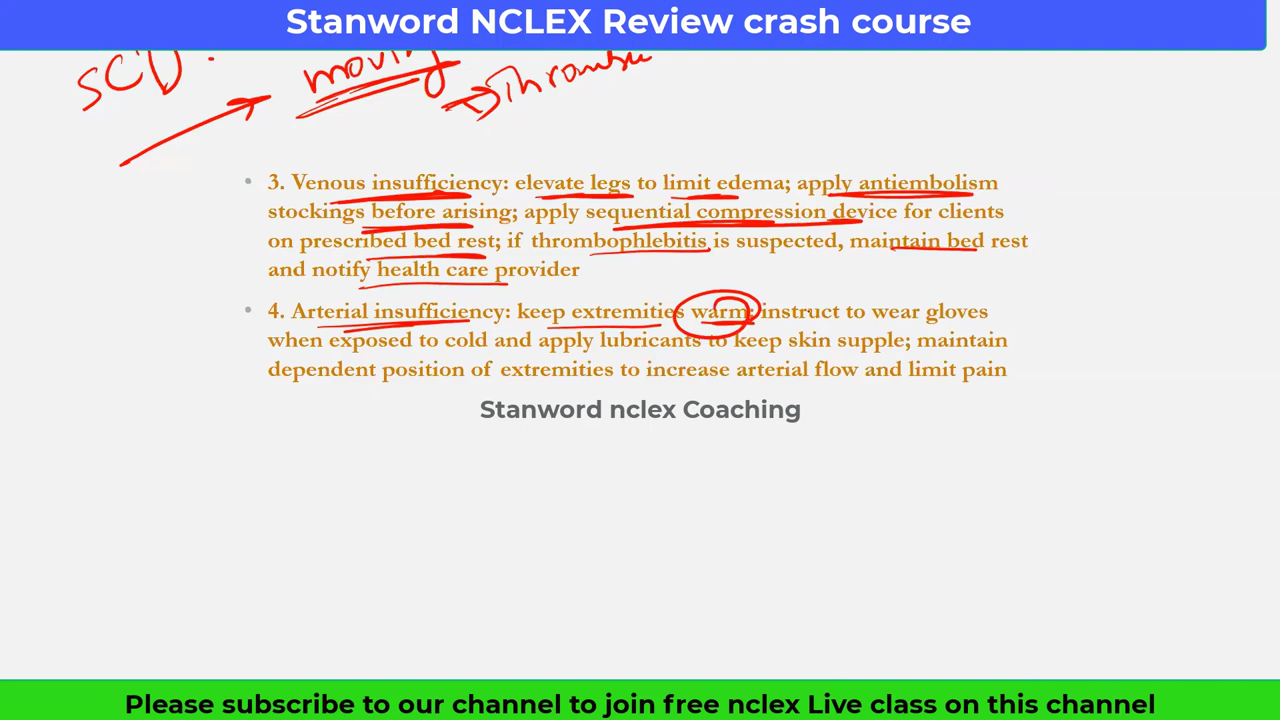 Stanword NCLEX Review crash course
SCD :
moving
Thrombu
• 3. Venous insufficiency: elevate legs to limit edema; apply antiembolism
stockings before arising; apply sequential compression device for clients
on prescribed bed rest; if thrombophlebitis is suspected, maintain bed rest
and notify health care provider
• 4. Arterial insufficiency: keep extremities warm; instruct to wear gloves
when exposed to cold and apply lubricants to keep skin supple; maintain
dependent position of extremities to increase arterial flow and limit pain
Stanword nclex Coaching
Please subscribe to our channel to join free nclex Live class on this channel